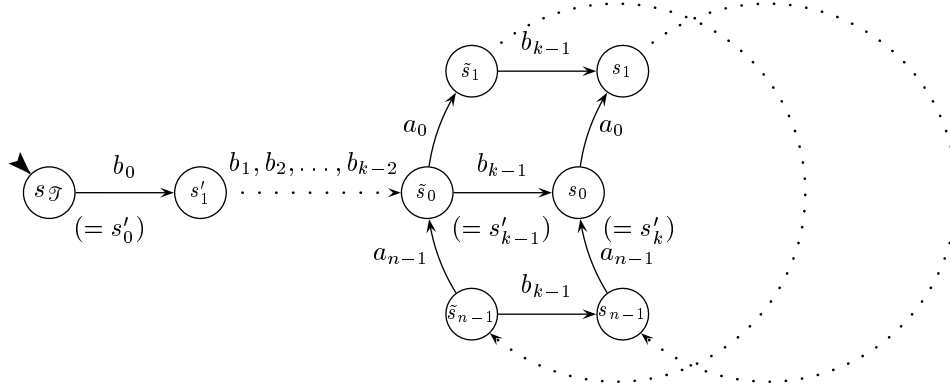 b_{k-1}
s̃_1
s_1
a_0
a_0
b_0
b_1, b_2, ..., b_{k-2}
b_{k-1}
s_𝒯
s'_1
s̃_0
s_0
(= s'_0)
(= s'_{k-1})
(= s'_k)
a_{n-1}
a_{n-1}
b_{k-1}
s̃_{n-1}
s_{n-1}